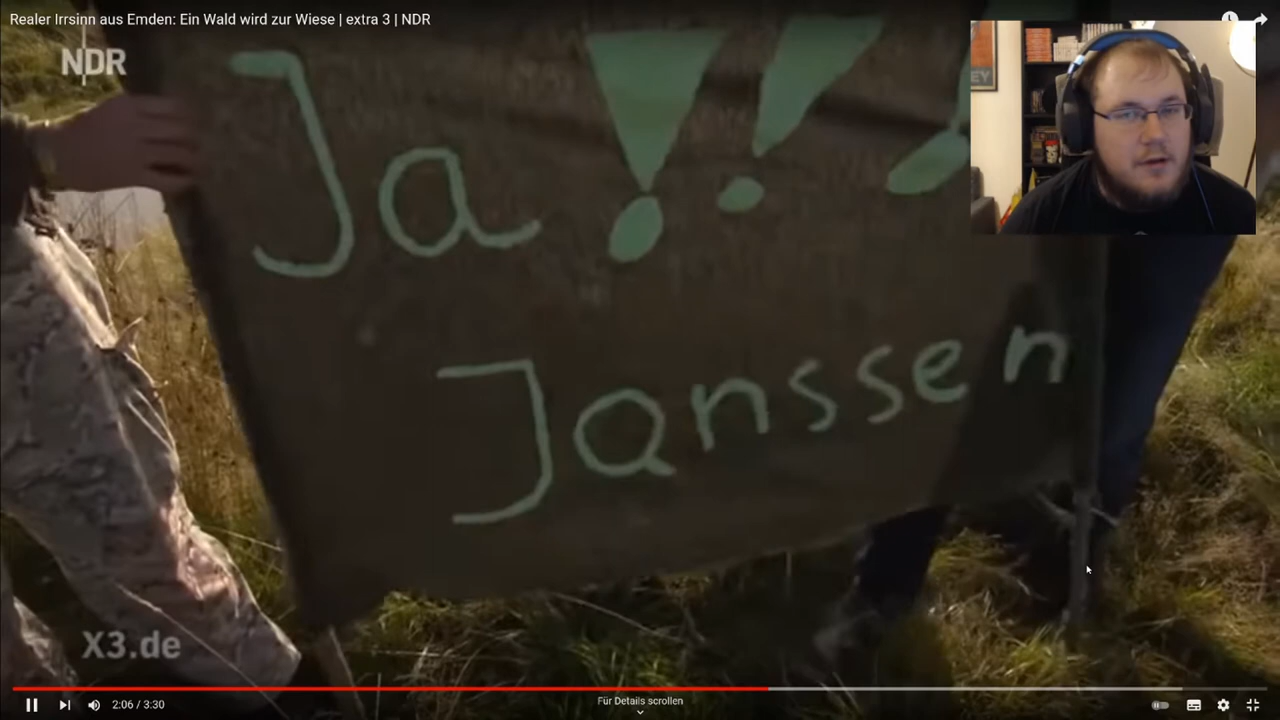 Realer Irrsinn aus Emden: Ein Wald wird zur Wiese | extra 3 | NDR
NDR
EY
Ja !!!
Janssen
X3.de
2:06 / 3:30
Für Details scrollen